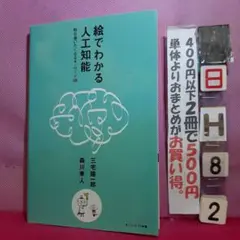 絵でわかる
人工知能
三宅陽一郎
森川幸人
400円以下2冊で500円
単体よりおまとめがお買い得。
日
H
8
2